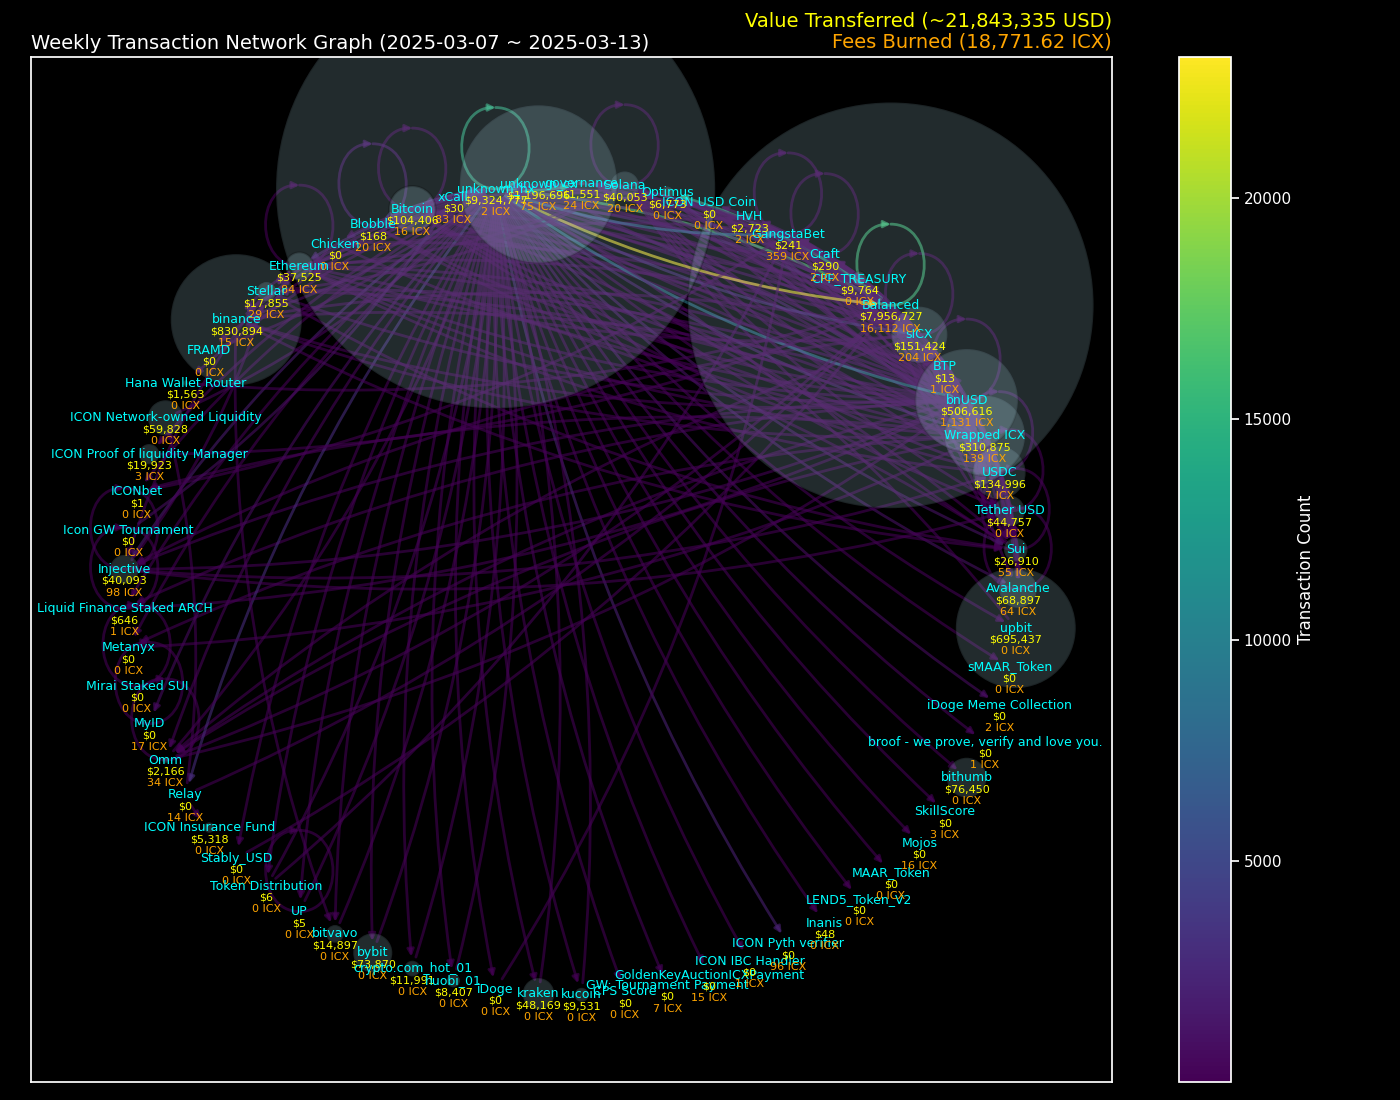 Value Transferred (~21,843,335 USD)
Weekly Transaction Network Graph (2025-03-07 ~ 2025-03-13)
Fees Burned (18,771.62 ICX)
governance
$1,551
24 ICX
Solana
$40,053
20 ICX
Optimus
$6,773
0 ICX
ICON USD Coin
$0
0 ICX
HVH
$2,723
2 ICX
GangstaBet
$241
359 ICX
Craft
$290
CPF_TREASURY
$9,764
0 ICX
Balanced
$7,956,727
16,112 ICX
sICX
$151,424
204 ICX
BTP
$13
1 ICX
bnUSD
$506,616
1,131 ICX
Wrapped ICX
$310,875
139 ICX
USDC
$134,996
7 ICX
Tether USD
$44,757
0 ICX
Sui
$26,910
55 ICX
Avalanche
$68,897
64 ICX
upbit
$695,437
0 ICX
sMAAR_Token
$0
0 ICX
iDoge Meme Collection
$0
2 ICX
broof - we prove, verify and love you.
$0
1 ICX
bithumb
$76,450
0 ICX
SkillScore
$0
3 ICX
Mojos
$0
16 ICX
MAAR_Token
$0
0 ICX
LEND5_Token_V2
$0
0 ICX
Inanis
$48
0 ICX
ICON Pyth verifier
$0
96 ICX
ICON IBC Handler
$0
GoldenKeyAuctionICXPayment
$0
15 ICX
GW-Tournament Payment
$0
7 ICX
$0
0 ICX
kucoin
$9,531
0 ICX
kraken
$48,169
0 ICX
iDoge
$0
0 ICX
huobi_01
$8,407
0 ICX
crypto.com_hot_01
$11,991
0 ICX
bybit
$73,870
0 ICX
bitvavo
$14,897
0 ICX
UP
$5
0 ICX
Token Distribution
$6
0 ICX
Stably_USD
$0
0 ICX
ICON Insurance Fund
$5,318
0 ICX
Relay
$0
14 ICX
Omm
$2,166
34 ICX
MyID
$0
17 ICX
Mirai Staked SUI
$0
0 ICX
Metanyx
$0
0 ICX
Liquid Finance Staked ARCH
$646
1 ICX
Injective
$40,093
98 ICX
Icon GW Tournament
$0
0 ICX
ICONbet
$1
0 ICX
ICON Proof of liquidity Manager
$19,923
3 ICX
ICON Network-owned Liquidity
$59,828
0 ICX
Hana Wallet Router
$1,563
0 ICX
FRAMD
$0
0 ICX
binance
$830,894
15 ICX
Stellar
$17,855
29 ICX
Ethereum
$37,525
84 ICX
Chicken
$0
0 ICX
Blobble
$168
20 ICX
Bitcoin
$104,406
16 ICX
xCall
$30
33 ICX
$9,324,777
2 ICX
$1,196,696
75 ICX
20000
15000
10000
5000
Transaction Count